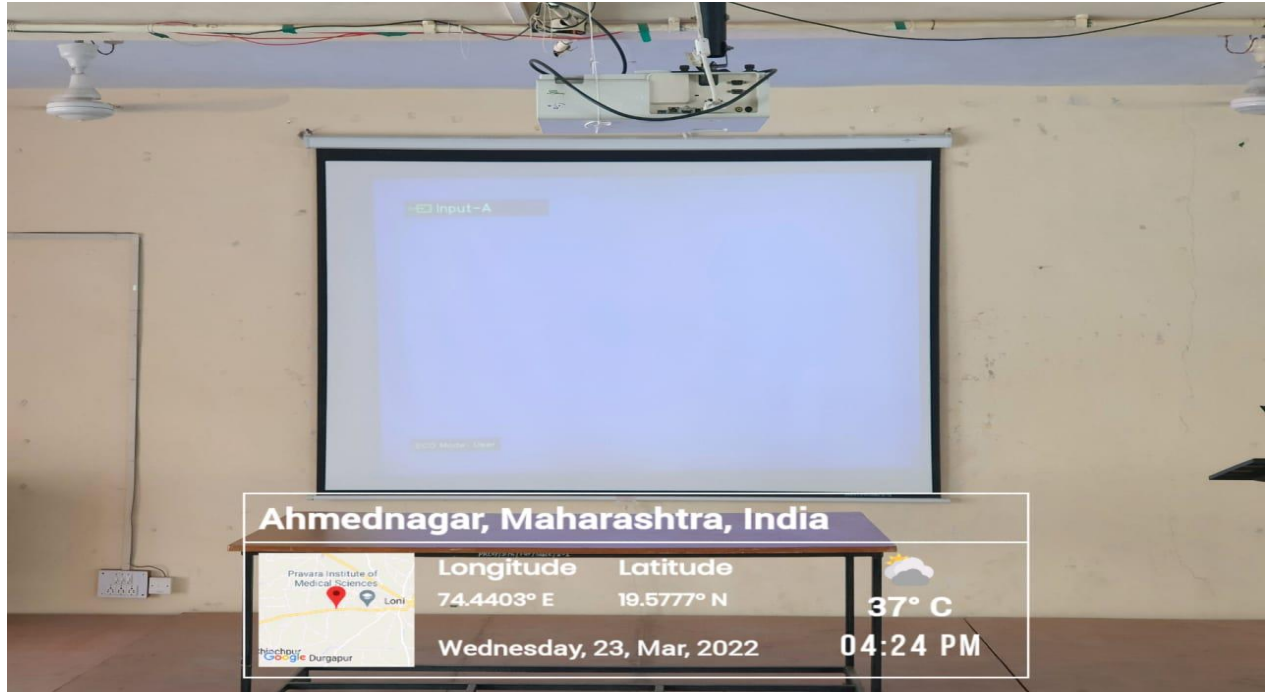 Input-A
Ahmednagar, Maharashtra, India
Pravara Institute of
Medical Sciences
Loni
Google Durgapur
Longitude Latitude
74.4403° E 19.5777° N
Wednesday, 23, Mar, 2022
37° C
04:24 PM